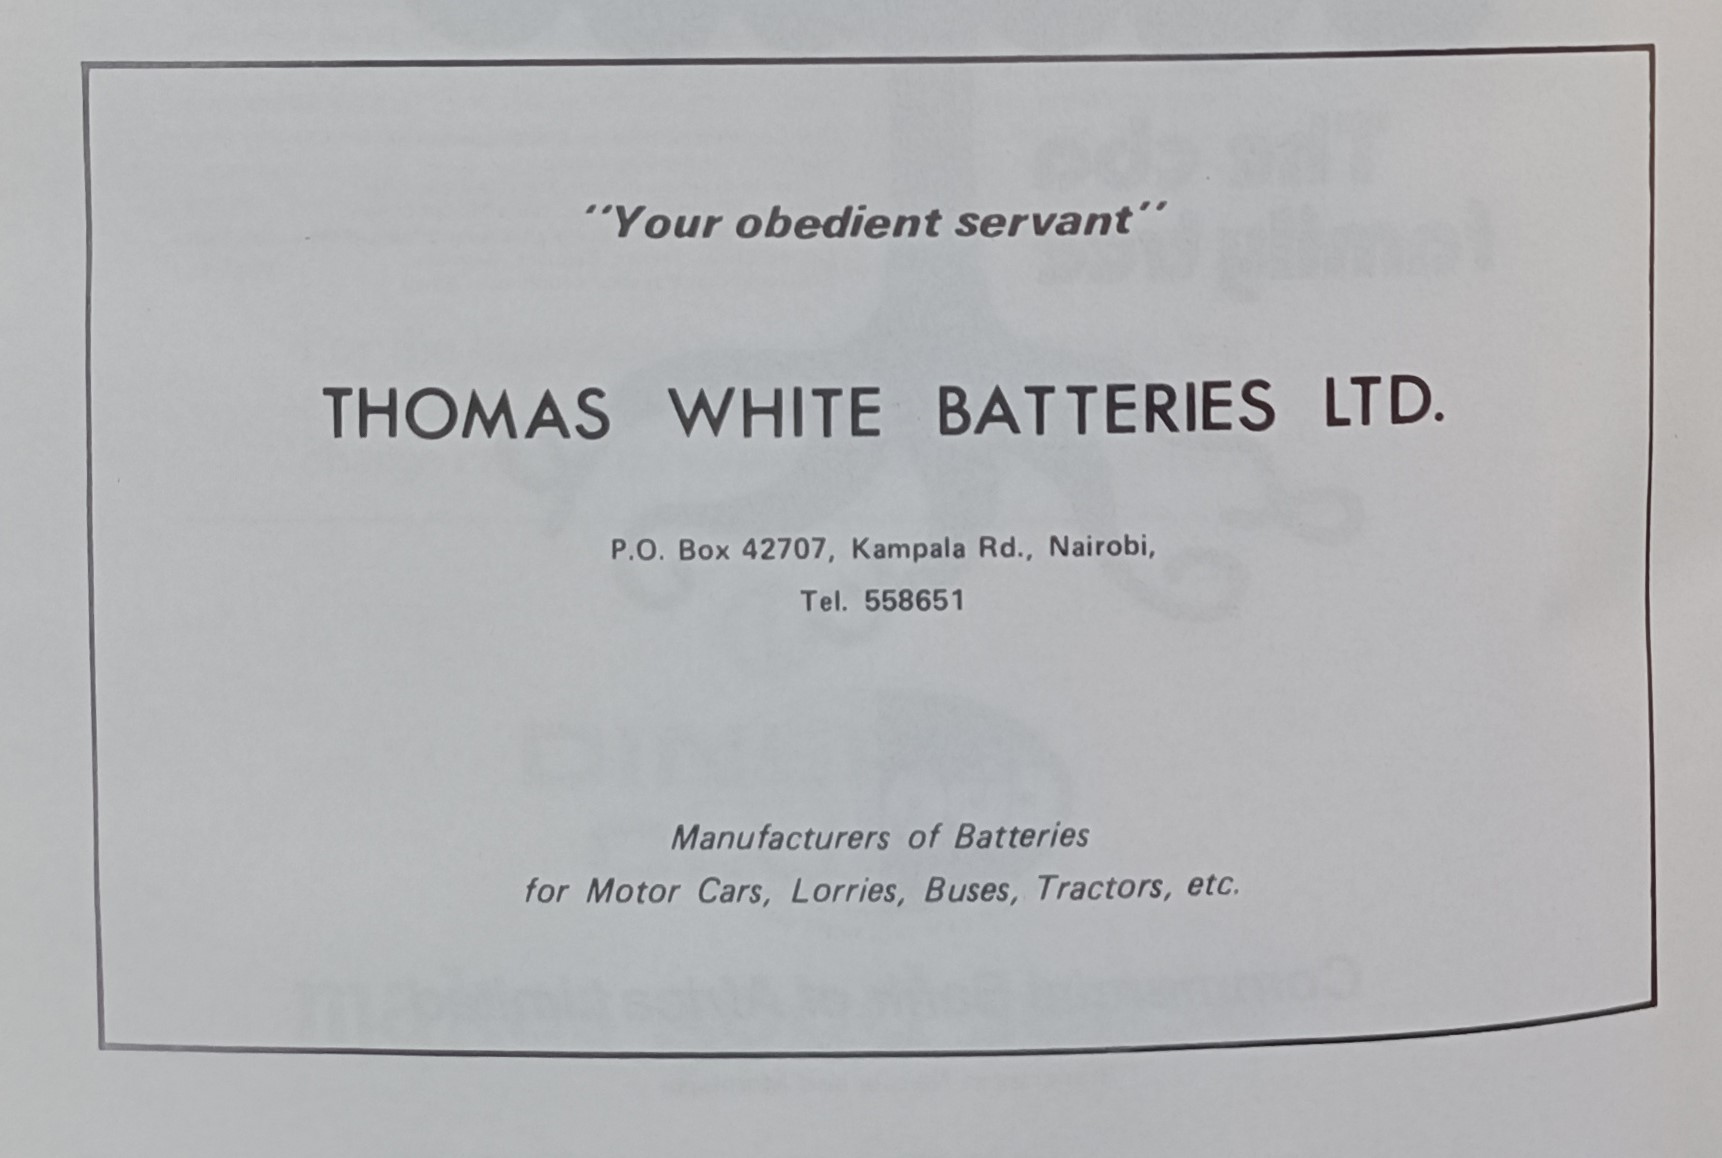 "Your obedient servant"
THOMAS WHITE BATTERIES LTD.
P.O. Box 42707, Kampala Rd., Nairobi,
Tel. 558651
Manufacturers of Batteries
for Motor Cars, Lorries, Buses, Tractors, etc.